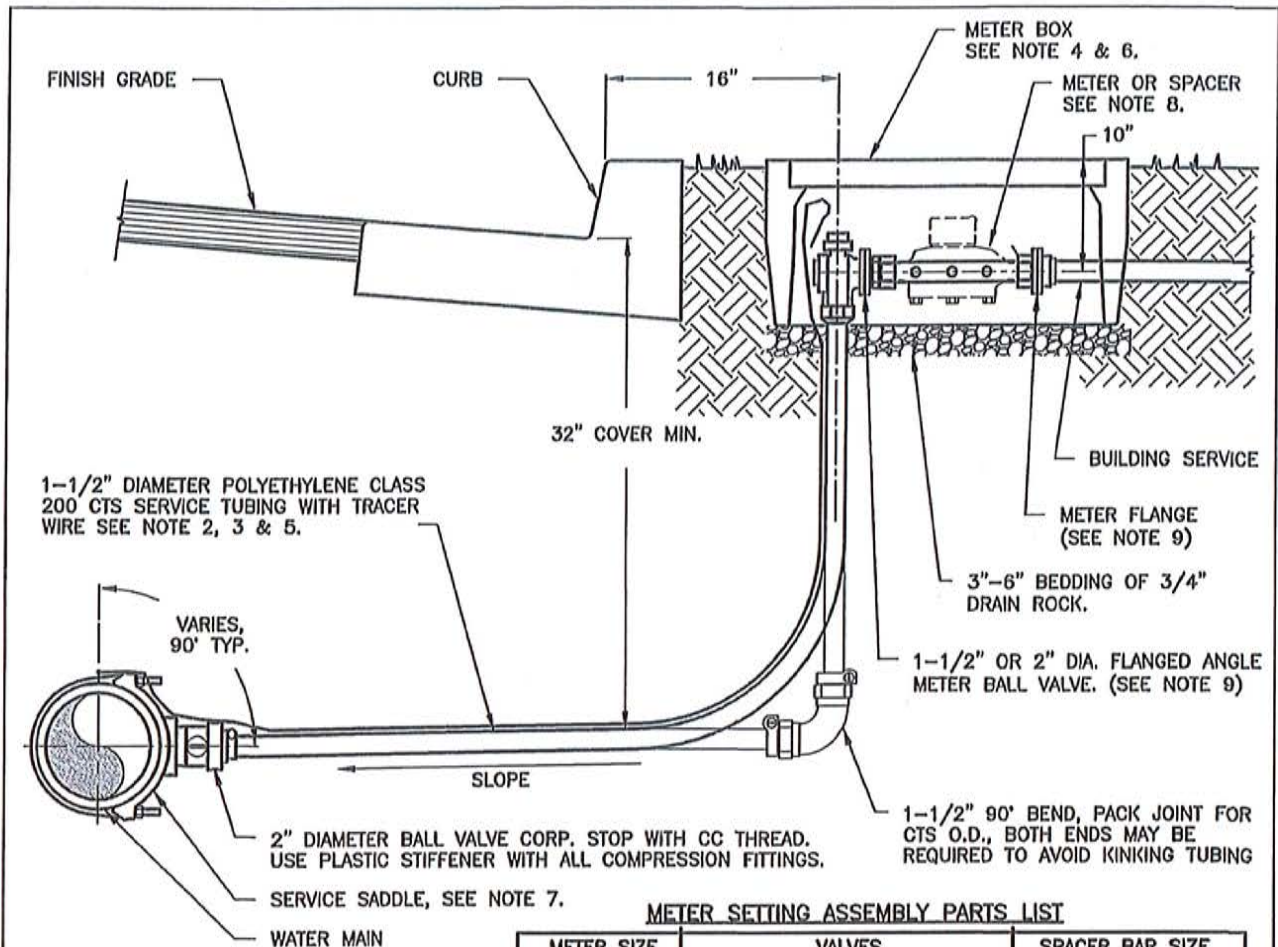 METER BOX
SEE NOTE 4 & 6.
FINISH GRADE
CURB
16"
METER OR SPACER
SEE NOTE 8.
10"
32" COVER MIN.
BUILDING SERVICE
1-1/2" DIAMETER POLYETHYLENE CLASS
200 CTS SERVICE TUBING WITH TRACER
WIRE SEE NOTE 2, 3 & 5.
METER FLANGE
(SEE NOTE 9)
3"-6" BEDDING OF 3/4"
DRAIN ROCK.
VARIES,
90° TYP.
1-1/2" OR 2" DIA. FLANGED ANGLE
METER BALL VALVE. (SEE NOTE 9)
SLOPE
2" DIAMETER BALL VALVE CORP. STOP WITH CC THREAD.
USE PLASTIC STIFFENER WITH ALL COMPRESSION FITTINGS.
1-1/2" 90° BEND, PACK JOINT FOR
CTS O.D., BOTH ENDS MAY BE
REQUIRED TO AVOID KINKING TUBING
SERVICE SADDLE, SEE NOTE 7.
WATER MAIN
METER SETTING ASSEMBLY PARTS LIST
METER SIZE VALVES SPACER BAR SIZE